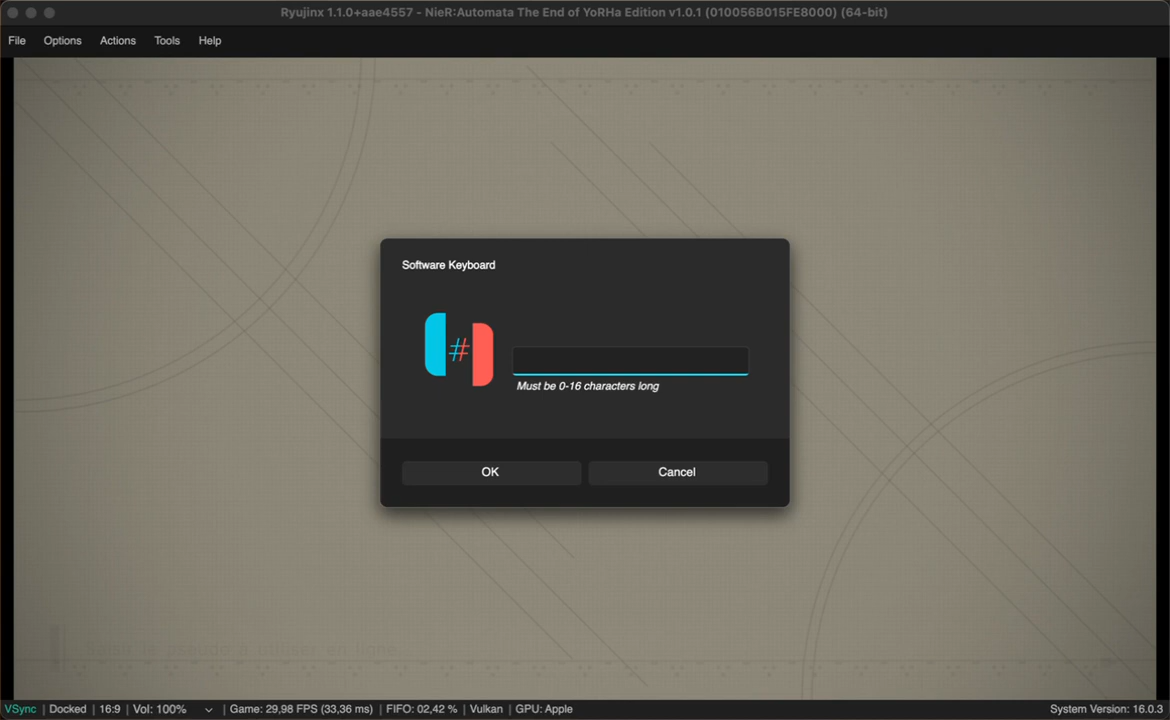 Ryujinx 1.1.0+aae4557 - NieR:Automata The End of YoRHa Edition v1.0.1 (010056B015FE8000) (64-bit)
File Options Actions Tools Help
Software Keyboard
#
Must be 0-16 characters long
OK Cancel
VSync | Docked | 16:9 | Vol: 100% | Game: 29,98 FPS (33,36 ms) | FIFO: 02,42 % | Vulkan | GPU: Apple System Version: 16.0.3